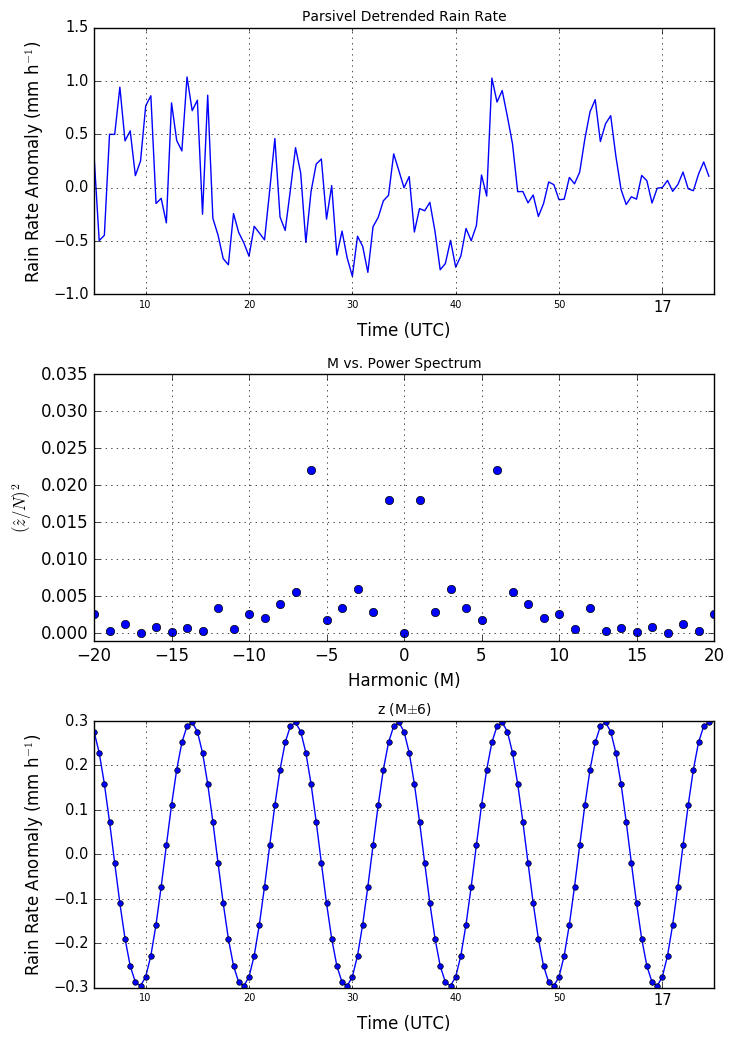 Parsivel Detrended Rain Rate
Rain Rate Anomaly (mm h⁻¹)
1.5
1.0
0.5
0.0
−0.5
−1.0
10 20 30 40 50 17
Time (UTC)
M vs. Power Spectrum
(ẑ/N)²
0.035
0.030
0.025
0.020
0.015
0.010
0.005
0.000
−20 −15 −10 −5 0 5 10 15 20
Harmonic (M)
z (M±6)
Rain Rate Anomaly (mm h⁻¹)
0.3
0.2
0.1
0.0
−0.1
−0.2
−0.3
10 20 30 40 50 17
Time (UTC)